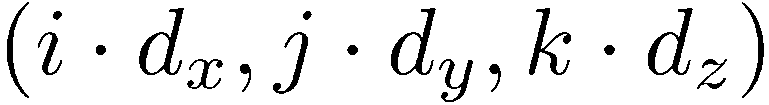 (i · d_x, j · d_y, k · d_z)